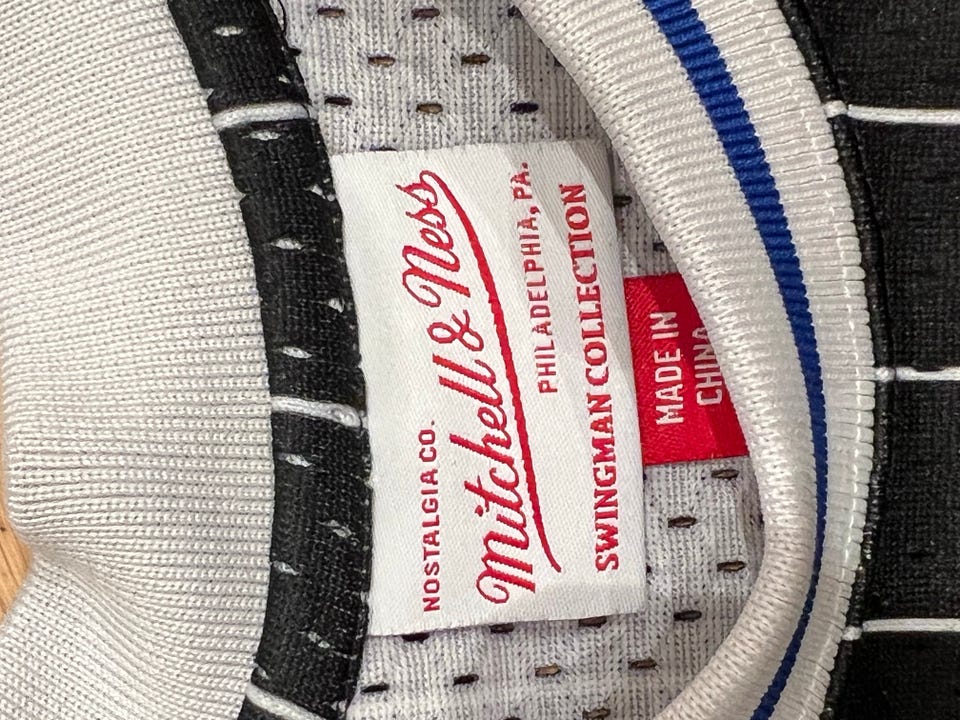 NOSTALGIA CO.
Mitchell & Ness
PHILADELPHIA, PA.
SWINGMAN COLLECTION
MADE IN
CHINA